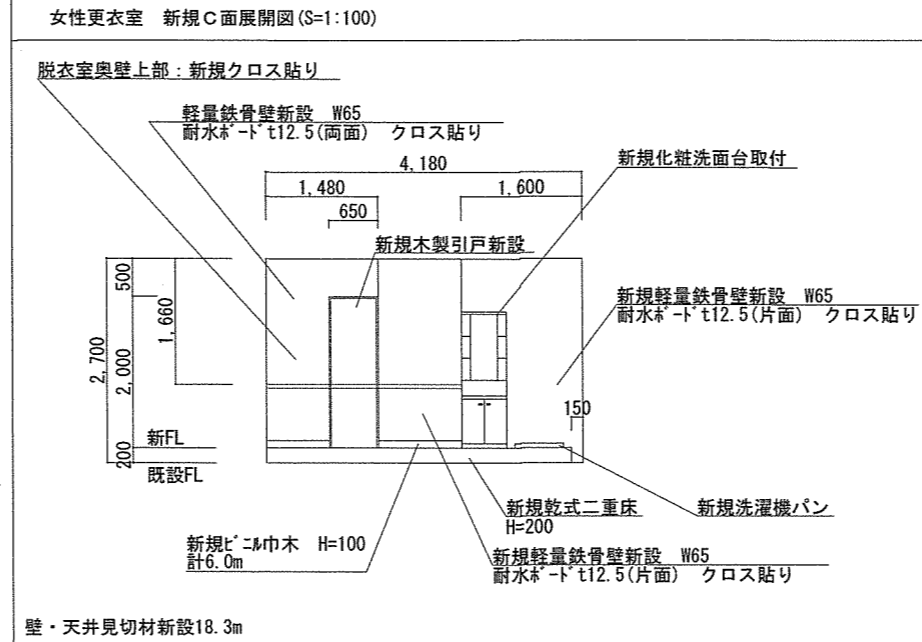 女性更衣室　新規C面展開図(S=1:100)
脱衣室奥壁上部：新規クロス貼り
軽量鉄骨壁新設　W65
耐水ﾎﾞｰﾄﾞt12.5(両面)　クロス貼り
4,180
新規化粧洗面台取付
1,480
1,600
650
新規木製引戸新設
500
1,660
2,700
2,000
200
新規軽量鉄骨壁新設　W65
耐水ﾎﾞｰﾄﾞt12.5(片面)　クロス貼り
150
新FL
既設FL
新規乾式二重床
H=200
新規洗濯機パン
新規ﾋﾞﾆﾙ巾木　H=100
計6.0m
新規軽量鉄骨壁新設　W65
耐水ﾎﾞｰﾄﾞt12.5(片面)　クロス貼り
壁・天井見切材新設18.3m